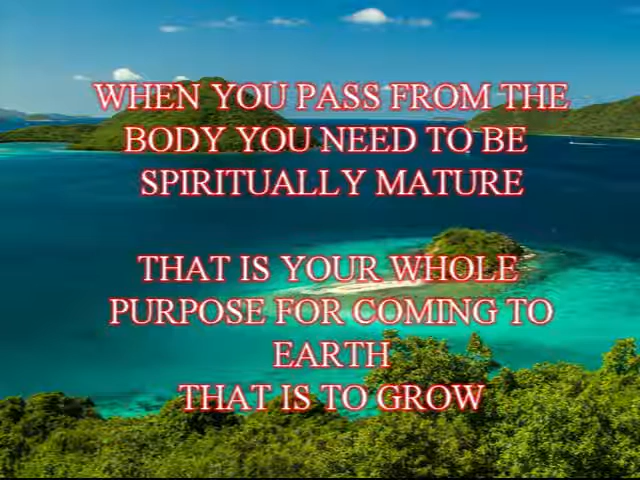 WHEN YOU PASS FROM THE
BODY YOU NEED TO BE
SPIRITUALLY MATURE
THAT IS YOUR WHOLE
PURPOSE FOR COMING TO
EARTH
THAT IS TO GROW